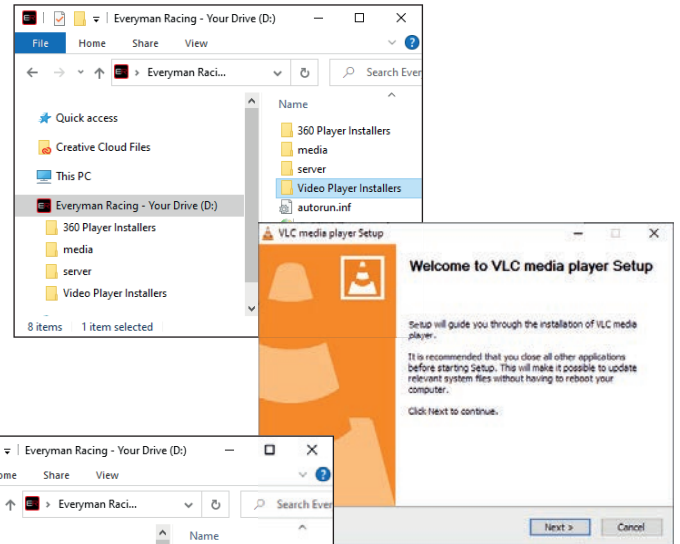 Everyman Racing - Your Drive (D:)
File Home Share View
Everyman Raci... Search Ever
Name
Quick access
Creative Cloud Files
This PC
Everyman Racing - Your Drive (D:)
360 Player Installers
media
server
Video Player Installers
360 Player Installers
media
server
Video Player Installers
autorun.inf
8 items 1 item selected
VLC media player Setup
Welcome to VLC media player Setup
Setup will guide you through the installation of VLC media
player.
It is recommended that you close all other applications
before starting Setup. This will make it possible to update
relevant system files without having to reboot your
computer.
Click Next to continue.
Next > Cancel
Everyman Racing - Your Drive (D:)
ome Share View
Everyman Raci... Search Ever
Name